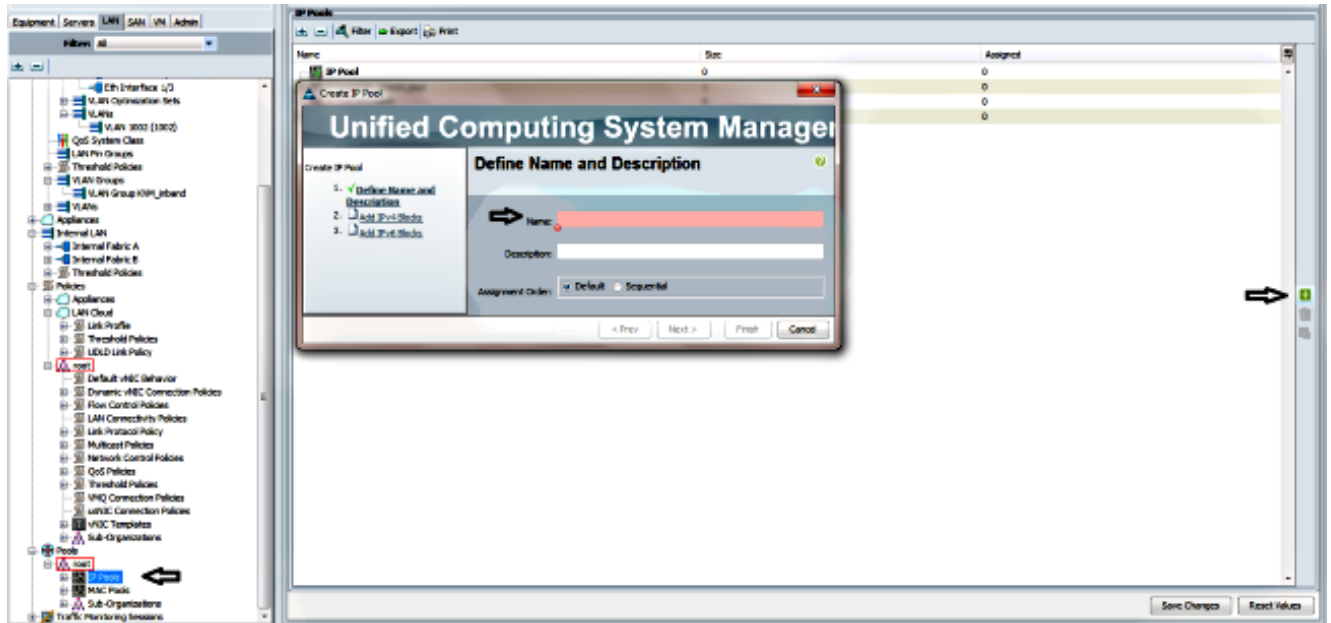 Equipment Servers LAN SAN VM Admin
Filter: All
Eth Interface 1/3
VLAN Optimization Sets
VLANs
VLAN 1002 (1002)
QoS System Class
LAN Pin Groups
Threshold Policies
VLAN Groups
VLAN Group KVM_inband
VLANs
Appliances
Internal LAN
Internal Fabric A
Internal Fabric B
Threshold Policies
Policies
Appliances
LAN Cloud
Link Profile
Threshold Policies
UDLD Link Policy
root
Default vNIC Behavior
Dynamic vNIC Connection Policies
Flow Control Policies
LAN Connectivity Policies
Link Protocol Policy
Multicast Policies
Network Control Policies
QoS Policies
Threshold Policies
VMQ Connection Policies
usNIC Connection Policies
vNIC Templates
Sub-Organizations
Pools
root
IP Pools
MAC Pools
Sub-Organizations
Traffic Monitoring Sessions
IP Pools
Filter Export Print
Name Size Assigned
IP Pool 0 0
0
0
0
Create IP Pool
Unified Computing System Manager
Create IP Pool
1. Define Name and Description
2. Add IPv4 Blocks
3. Add IPv6 Blocks
Define Name and Description
Name:
Description:
Assignment Order: Default Sequential
< Prev Next > Finish Cancel
Save Changes Reset Values